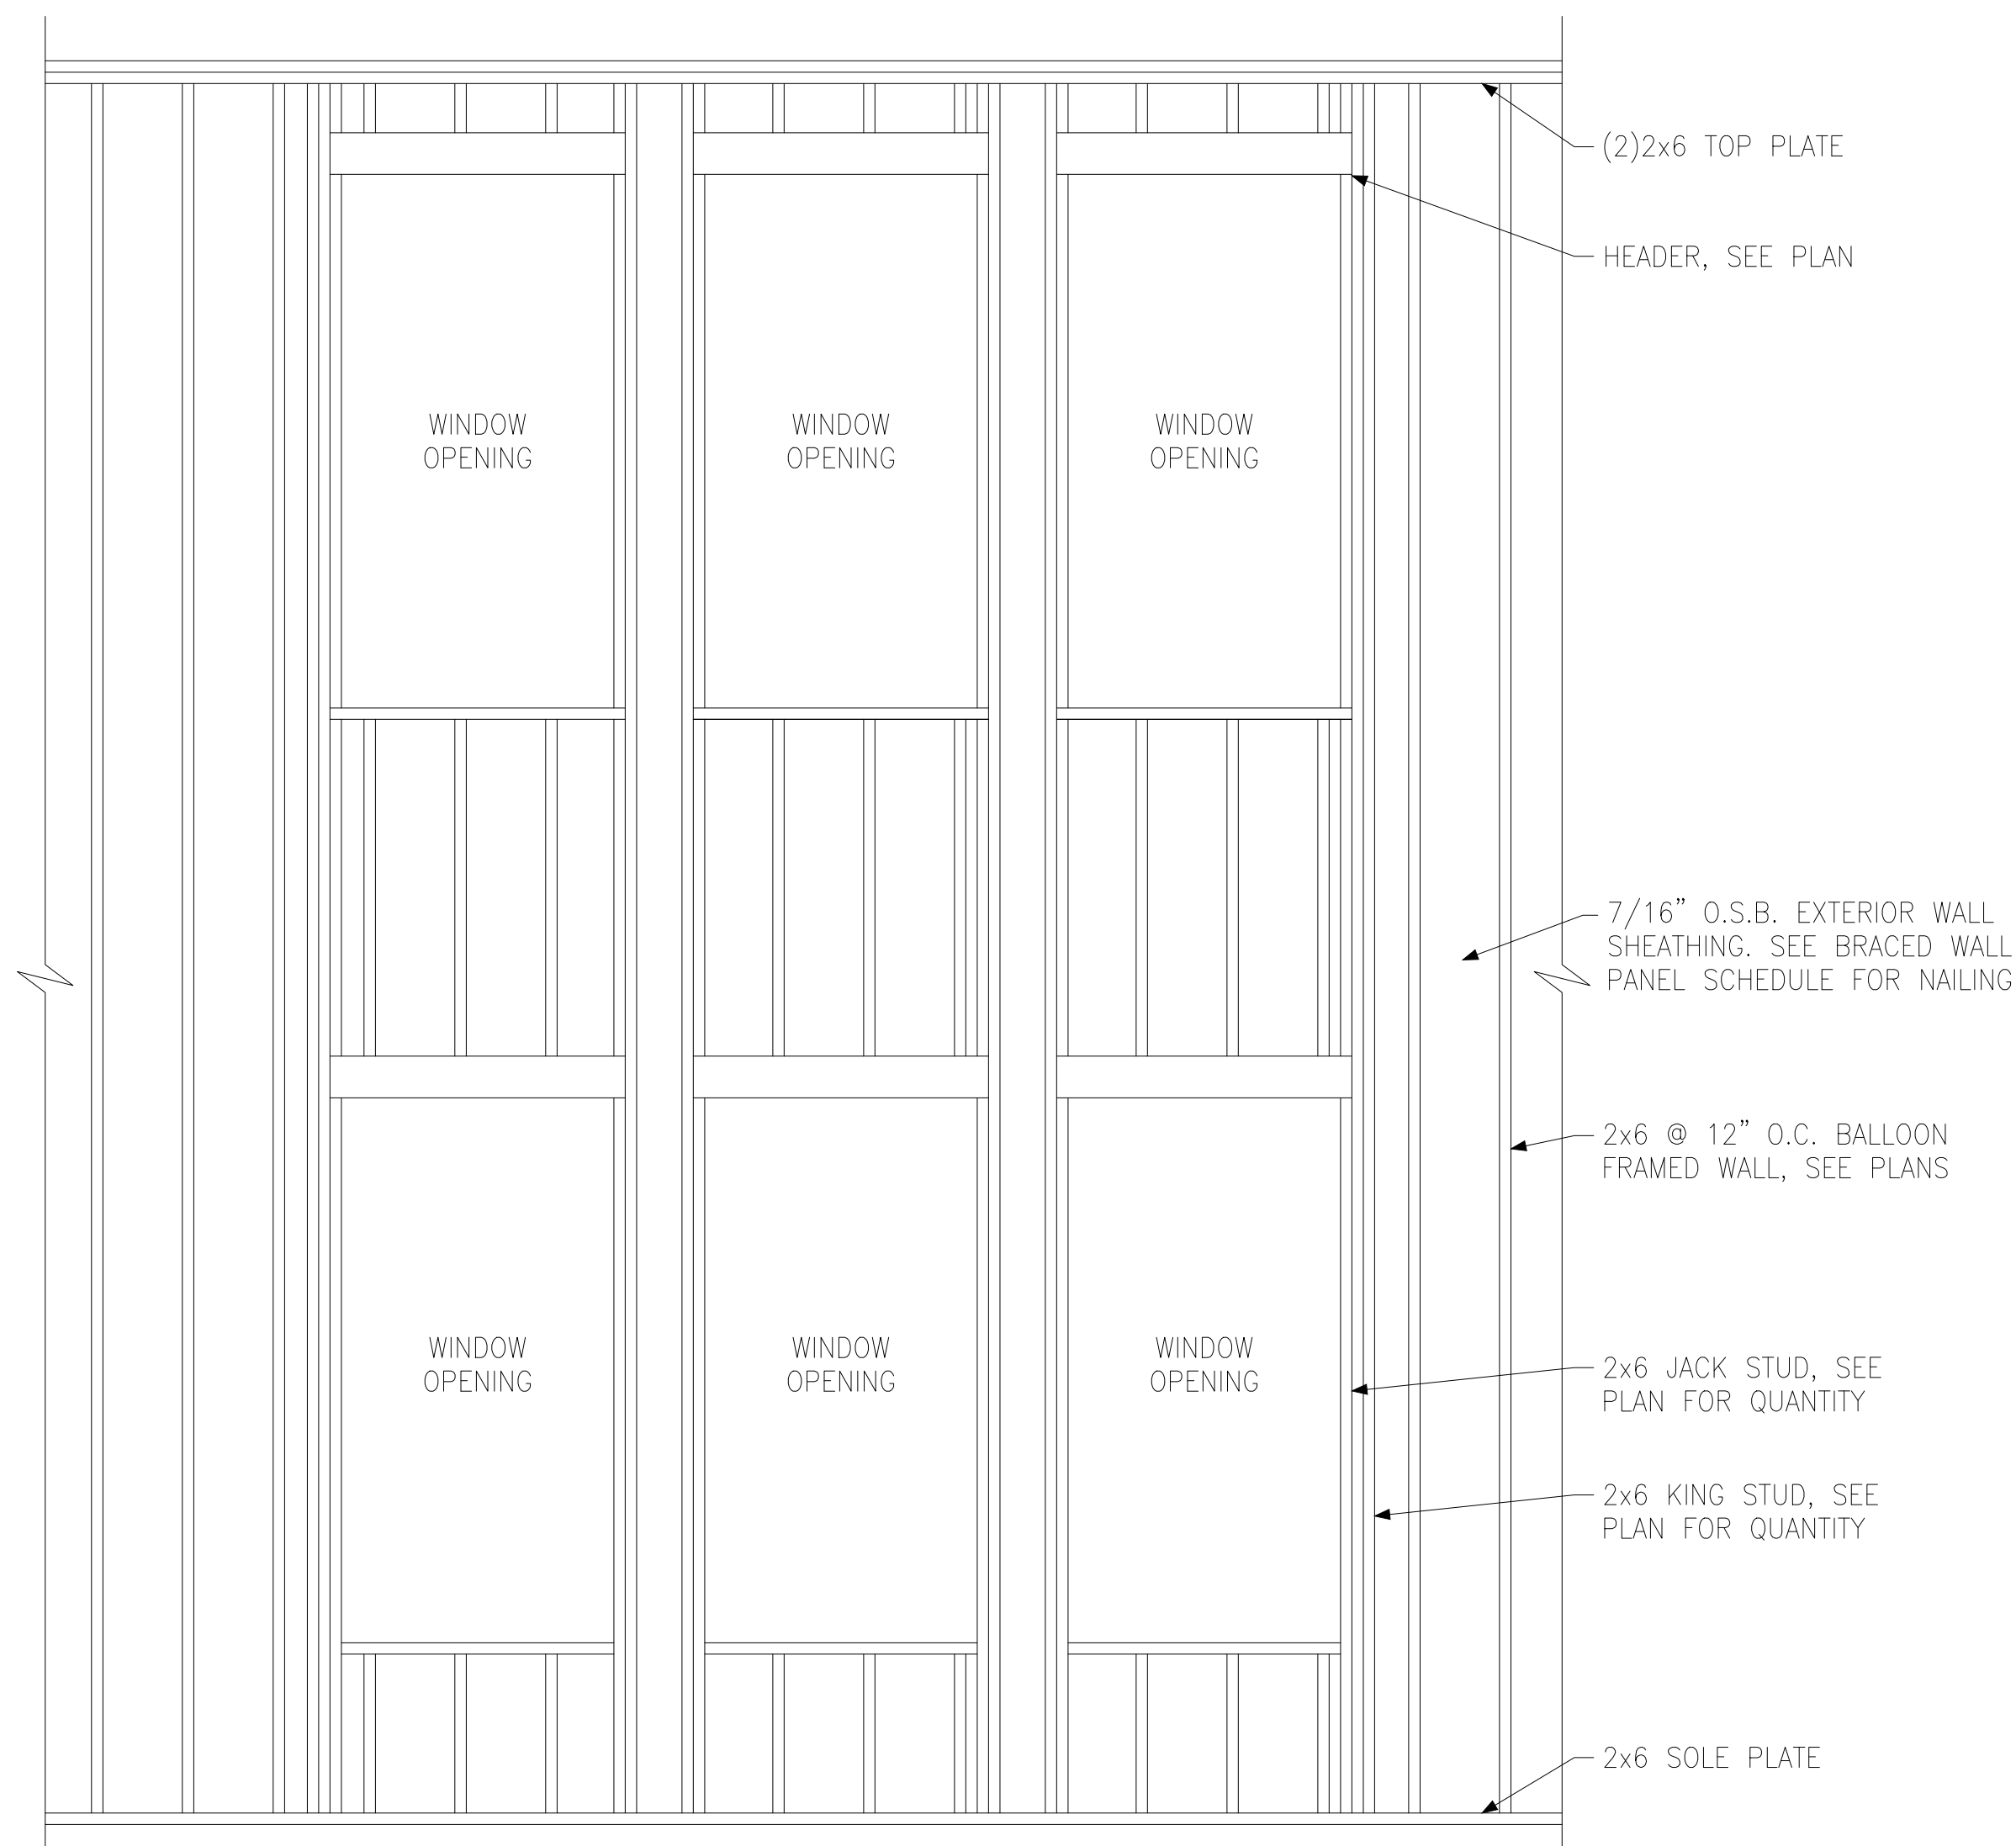 (2)2x6 TOP PLATE
HEADER, SEE PLAN
WINDOW
OPENING
WINDOW
OPENING
WINDOW
OPENING
7/16" O.S.B. EXTERIOR WALL
SHEATHING. SEE BRACED WALL
PANEL SCHEDULE FOR NAILING
2x6 @ 12" O.C. BALLOON
FRAMED WALL, SEE PLANS
WINDOW
OPENING
WINDOW
OPENING
WINDOW
OPENING
2x6 JACK STUD, SEE
PLAN FOR QUANTITY
2x6 KING STUD, SEE
PLAN FOR QUANTITY
2x6 SOLE PLATE